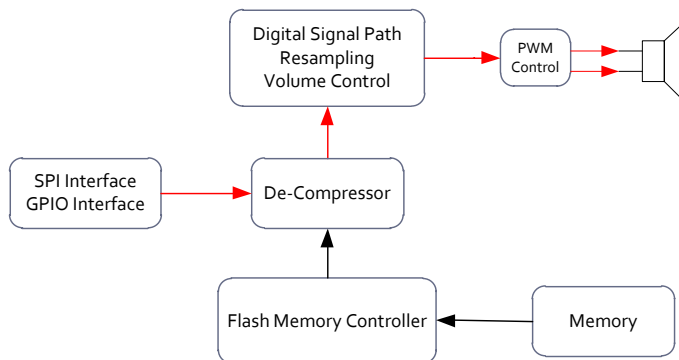 Digital Signal Path
Resampling
Volume Control
PWM
Control
SPI Interface
GPIO Interface
De-Compressor
Flash Memory Controller
Memory